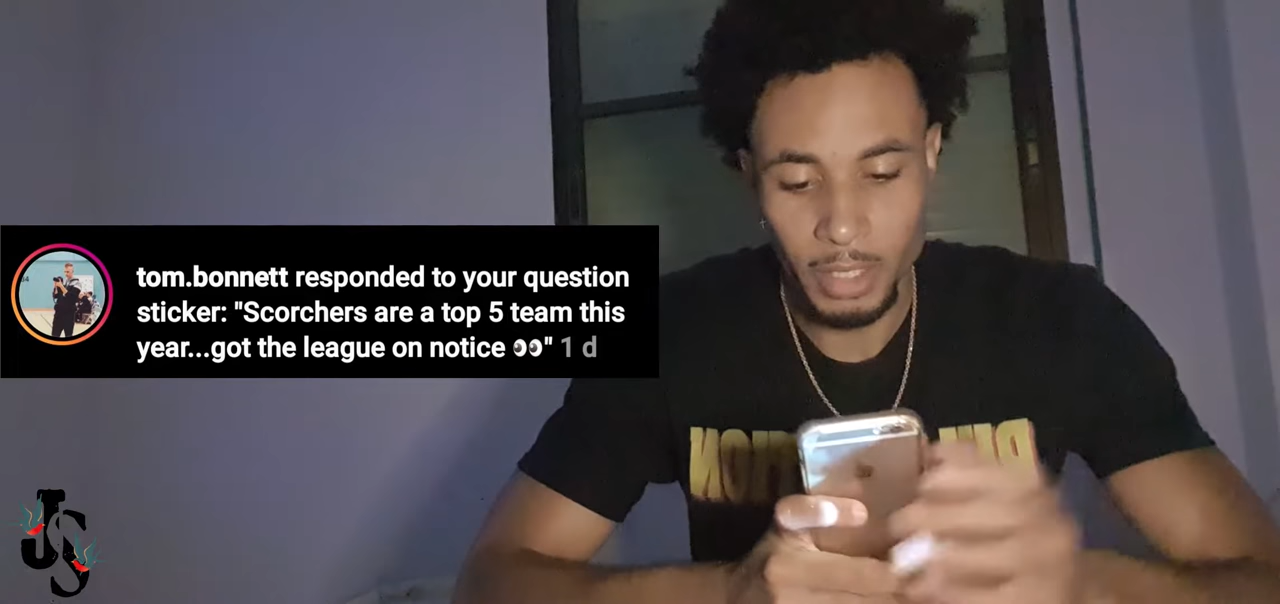 tom.bonnett responded to your question
sticker: "Scorchers are a top 5 team this
year...got the league on notice 👀" 1 d
JS